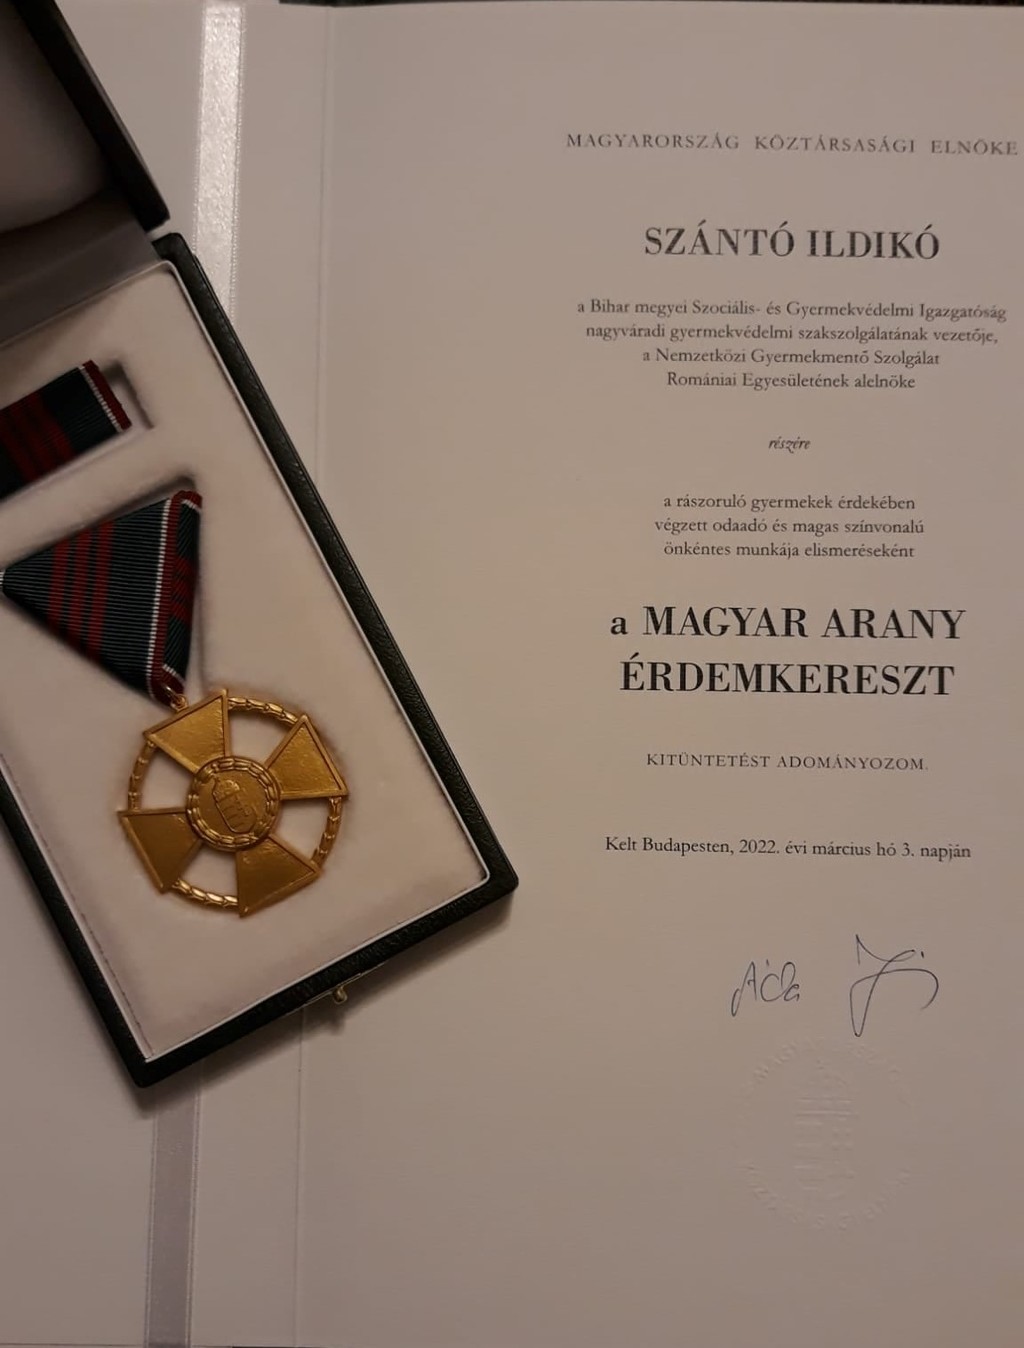 MAGYARORSZÁG KÖZTÁRSASÁGI ELNÖKE
SZÁNTÓ ILDIKÓ
a Bihar megyei Szociális- és Gyermekvédelmi Igazgatóság
nagyváradi gyermekvédelmi szakszolgálatának vezetője,
a Nemzetközi Gyermekmentő Szolgálat
Romániai Egyesületének alelnöke
részére
a rászoruló gyermekek érdekében
végzett odaadó és magas színvonalú
önkéntes munkája elismeréseként
a MAGYAR ARANY
ÉRDEMKERESZT
KITÜNTETÉST ADOMÁNYOZOM.
Kelt Budapesten, 2022. évi március hó 3. napján